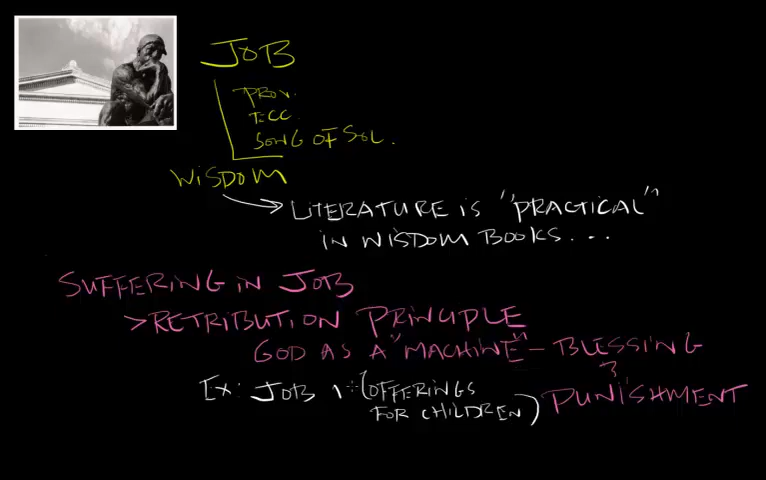 JOB
PROV.
ECC.
SONG OF SOL.
WISDOM
LITERATURE IS "PRACTICAL"
IN WISDOM BOOKS...
SUFFERING IN JOB
> RETRIBUTION PRINCIPLE
GOD AS A "MACHINE" - BLESSING
&
PUNISHMENT
EX: JOB 1 (OFFERINGS
FOR CHILDREN)